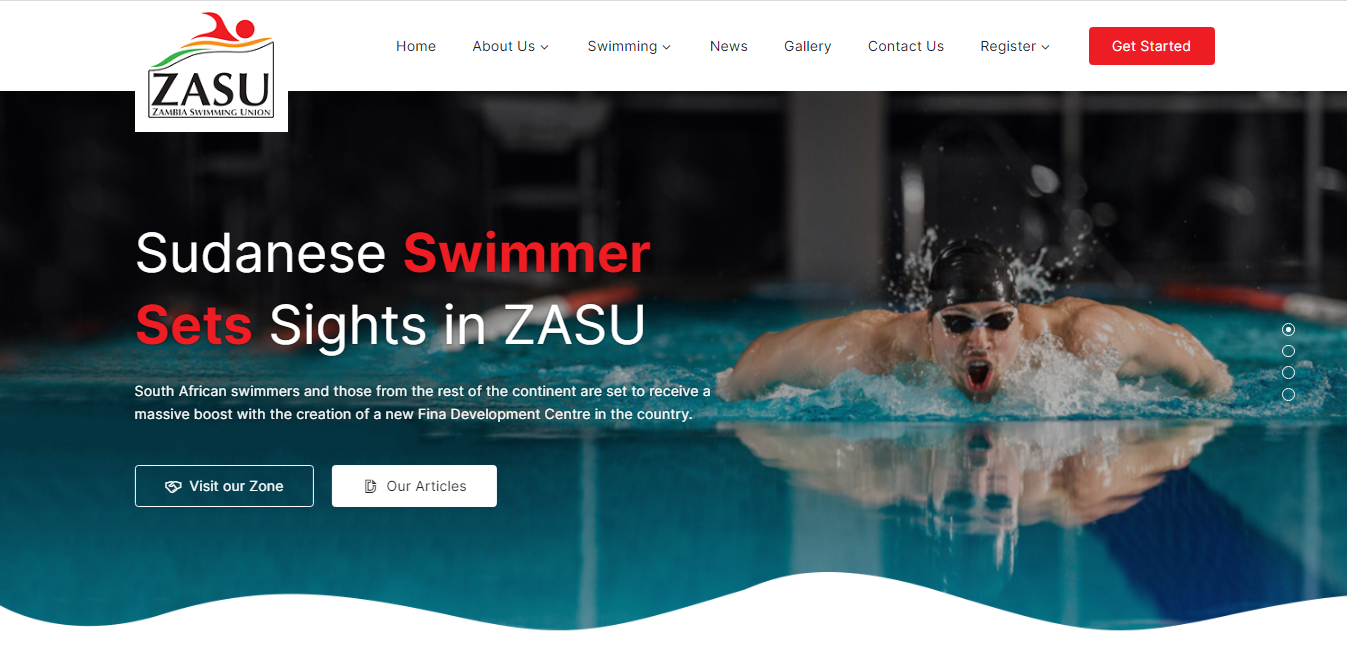 ZASU
ZAMBIA SWIMMING UNION
Home
About Us
Swimming
News
Gallery
Contact Us
Register
Get Started
Sudanese Swimmer
Sets Sights in ZASU
South African swimmers and those from the rest of the continent are set to receive a
massive boost with the creation of a new Fina Development Centre in the country.
Visit our Zone
Our Articles